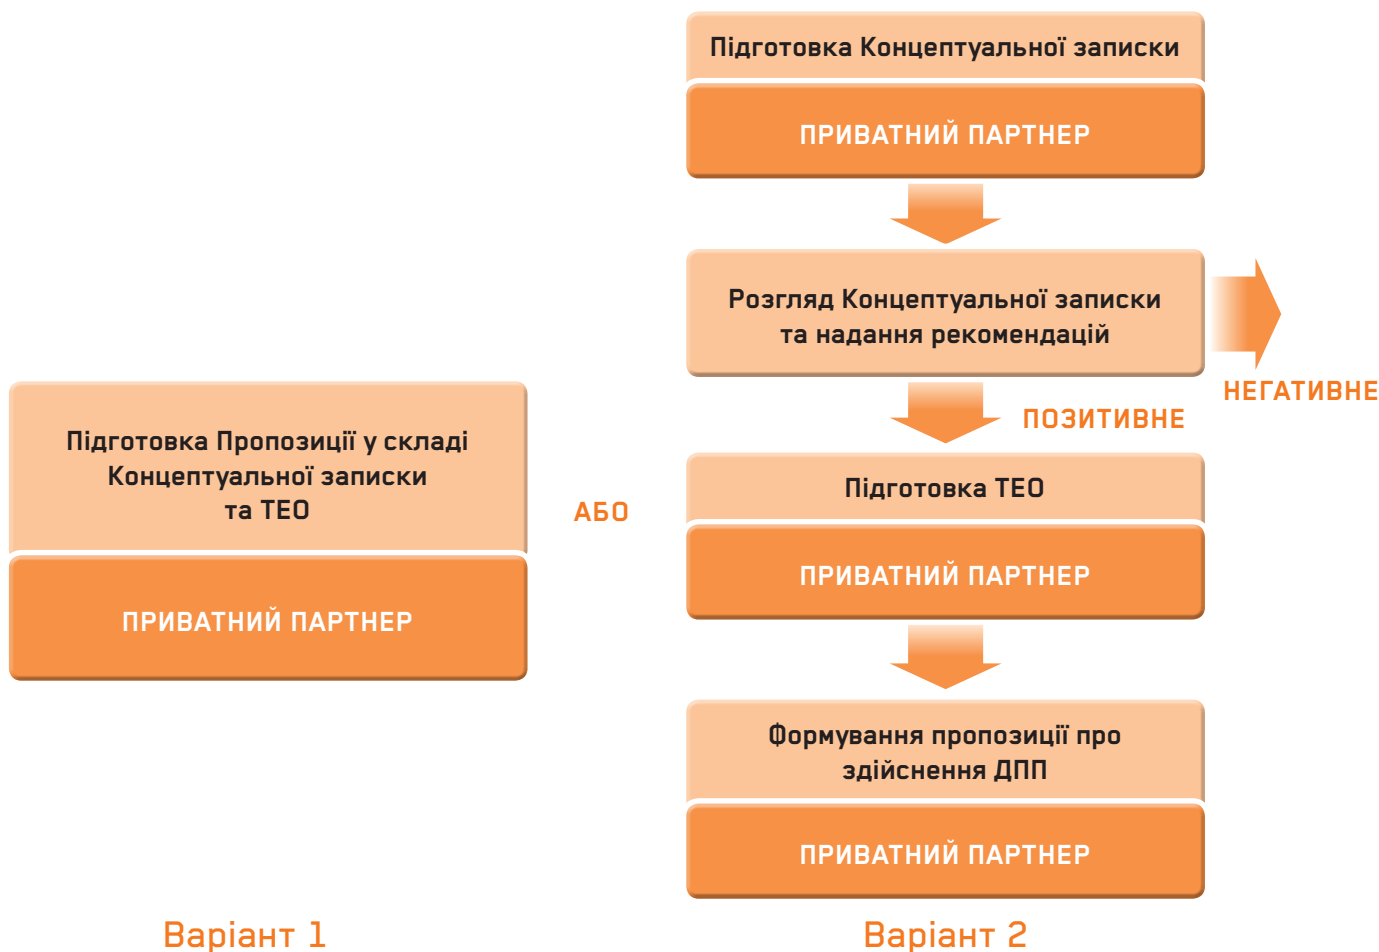 Підготовка Концептуальної записки
ПРИВАТНИЙ ПАРТНЕР
Розгляд Концептуальної записки
та надання рекомендацій
НЕГАТИВНЕ
ПОЗИТИВНЕ
Підготовка Пропозиції у складі
Концептуальної записки
та ТЕО
ПРИВАТНИЙ ПАРТНЕР
АБО
Підготовка ТЕО
ПРИВАТНИЙ ПАРТНЕР
Формування пропозиції про
здійснення ДПП
ПРИВАТНИЙ ПАРТНЕР
Варіант 1
Варіант 2